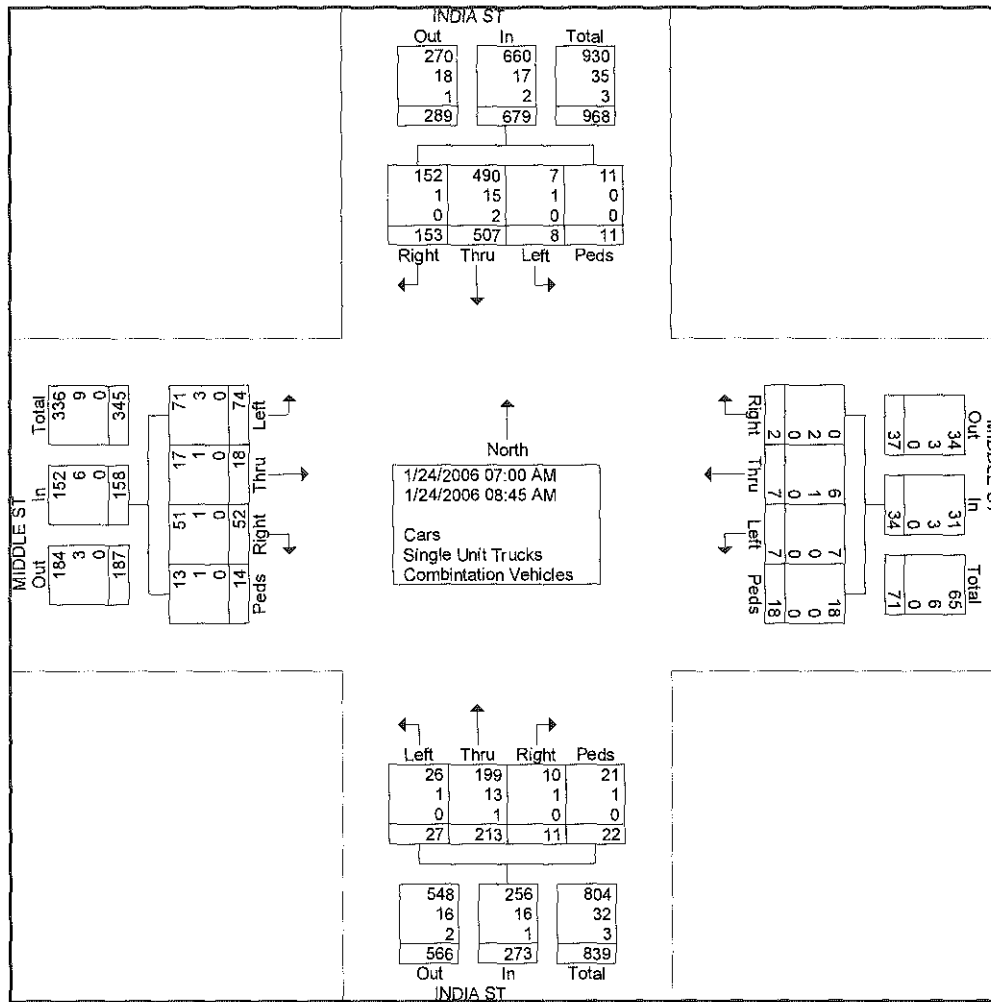 INDIA ST
Out In Total
270 660 930
18 17 35
1 2 3
289 679 968
152 490 7 11
1 15 1 0
0 2 0 0
153 507 8 11
Right Thru Left Peds
MIDDLE ST
Total In Out
336 9 0 345
152 6 0 158
184 3 0 187
71 3 0 74 Left
17 1 0 18 Thru
51 1 0 52 Right
13 1 0 14 Peds
North
1/24/2006 07:00 AM
1/24/2006 08:45 AM
Cars
Single Unit Trucks
Combintation Vehicles
Right 2 0 2 0
Thru 7 0 1 6
Left 7 0 0 7
Peds 18 0 0 18
Out In Total
37 0 3 34
34 0 3 31
71 0 6 65
Left Thru Right Peds
26 199 10 21
1 13 1 1
0 1 0 0
27 213 11 22
548 256 804
16 16 32
2 1 3
566 273 839
Out In Total
INDIA ST